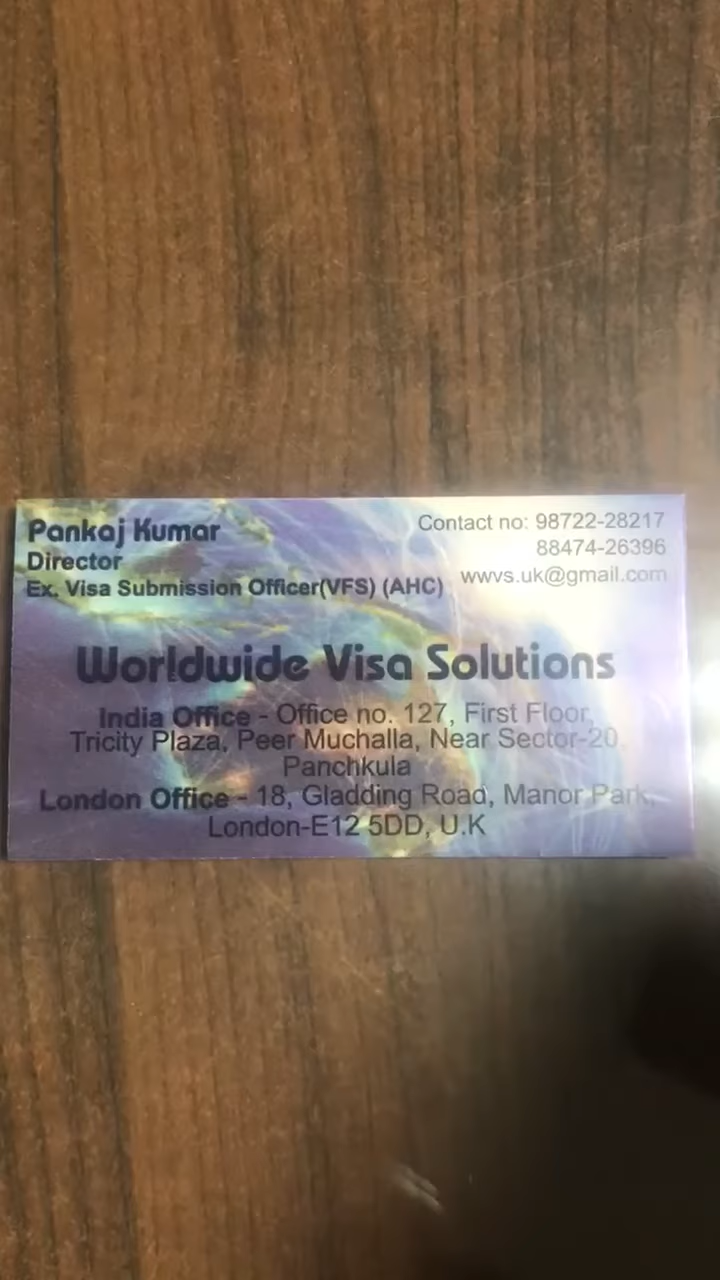 Pankaj Kumar
Director
Ex. Visa Submission Officer(VFS) (AHC)
Contact no: 98722-28217
88474-26396
wwvs.uk@gmail.com
Worldwide Visa Solutions
India Office - Office no. 127, First Floor,
Tricity Plaza, Peer Muchalla, Near Sector-20,
Panchkula
London Office - 18, Gladding Road, Manor Park,
London-E12 5DD, U.K